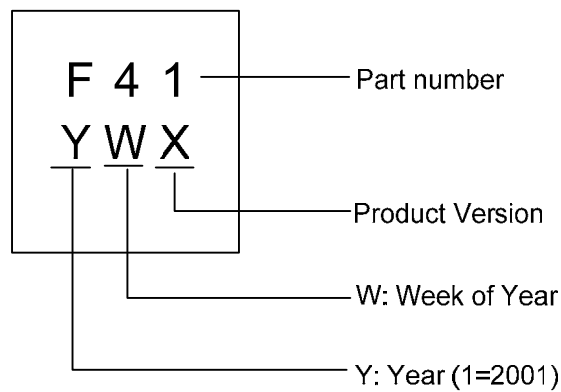 F 4 1
Part number
Y W X
Product Version
W: Week of Year
Y: Year (1=2001)